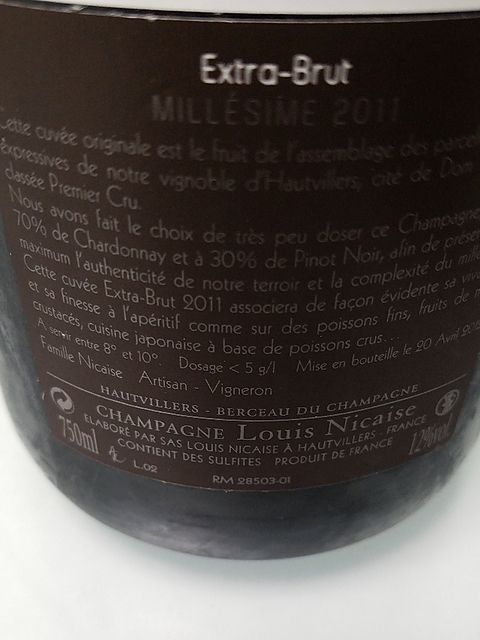 Extra-Brut
MILLÉSIME 2011
Cette cuvée originale est le fruit de l'assemblage des
expressives de notre vignoble d'Hautvillers, cité de Dom
classée Premier Cru.
Nous avons fait le choix de très peu doser ce Champagne
70% de Chardonnay et à 30% de Pinot Noir, afin de
maximum l'authenticité de notre terroir et la complexité du
Cette cuvée Extra-Brut 2011 associera de façon évidente sa
et sa finesse à l'apéritif comme sur des poissons fins, fruits de
crustacés, cuisine japonaise à base de poissons crus...
A servir entre 8° et 10°. Dosage < 5 g/l Mise en bouteille le 20 Avril
Famille Nicaise Artisan - Vigneron
HAUTVILLERS - BERCEAU DU CHAMPAGNE
CHAMPAGNE Louis Nicaise
ELABORÉ PAR SAS LOUIS NICAISE À HAUTVILLERS - FRANCE
750ml CONTIENT DES SULFITES PRODUIT DE FRANCE 12%vol
L.02
RM 28503-01